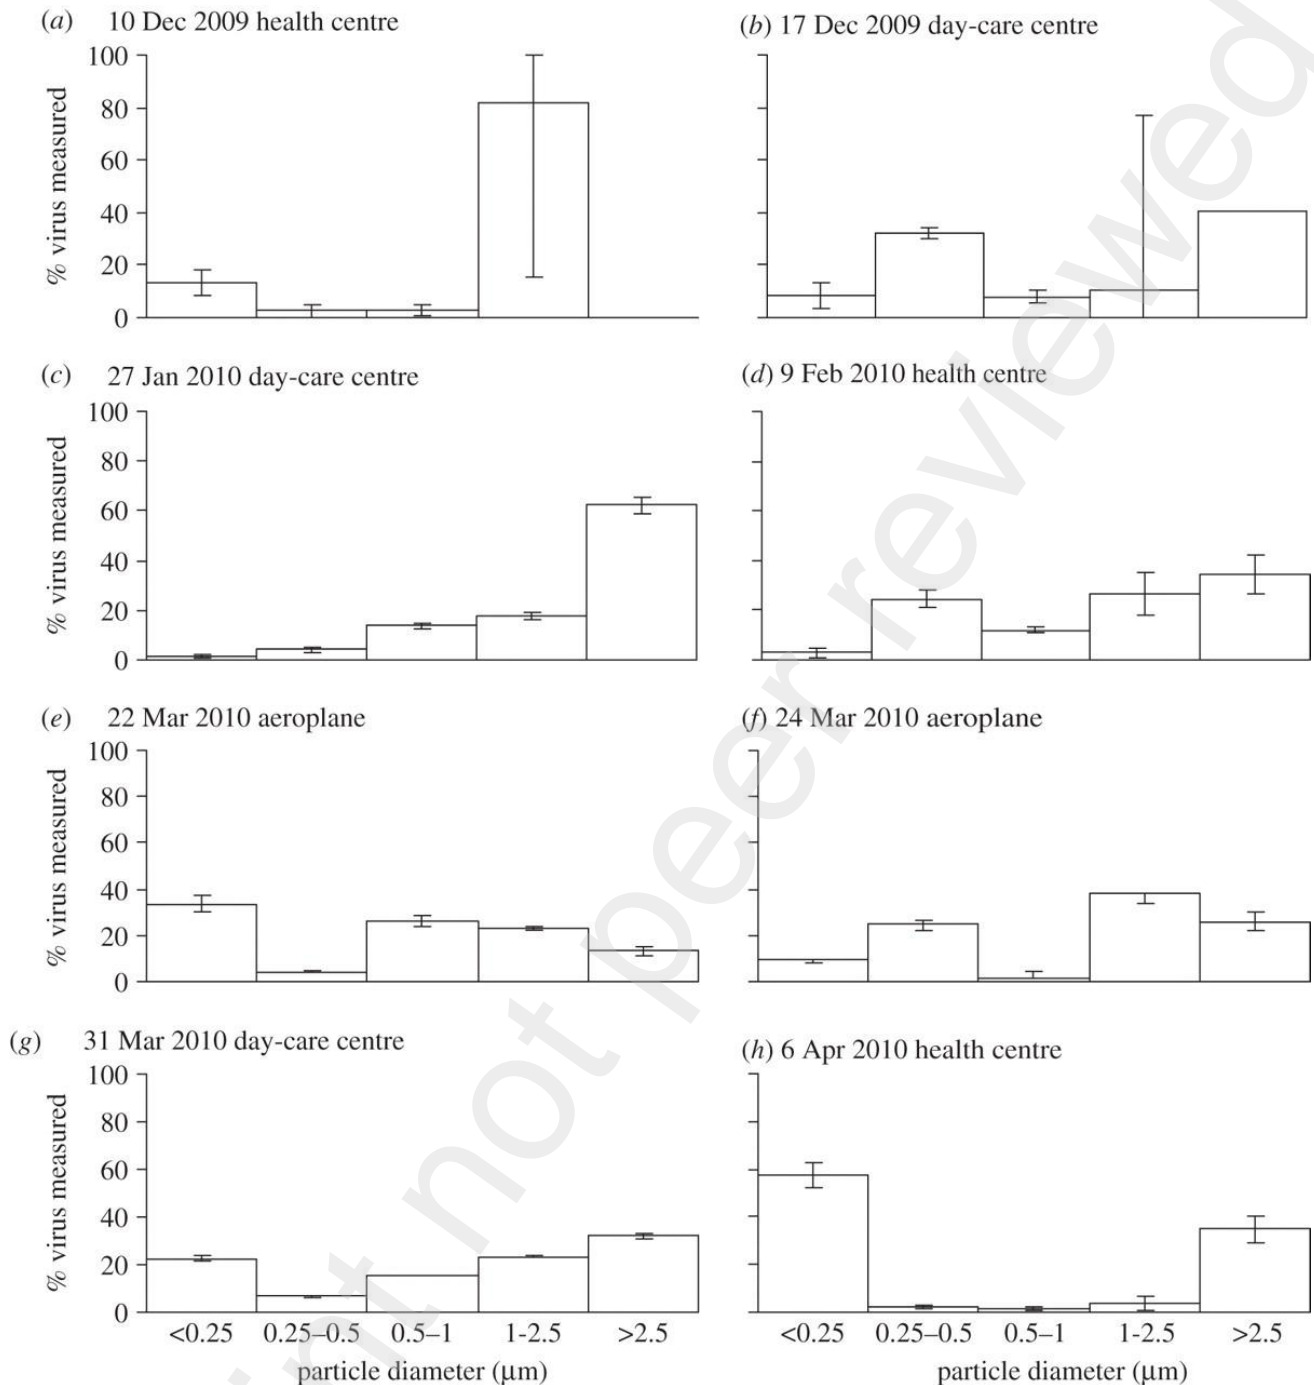 (a) 10 Dec 2009 health centre
(b) 17 Dec 2009 day-care centre
% virus measured
100
80
60
40
20
0
(c) 27 Jan 2010 day-care centre
(d) 9 Feb 2010 health centre
% virus measured
100
80
60
40
20
0
(e) 22 Mar 2010 aeroplane
(f) 24 Mar 2010 aeroplane
% virus measured
100
80
60
40
20
0
(g) 31 Mar 2010 day-care centre
(h) 6 Apr 2010 health centre
% virus measured
100
80
60
40
20
0
<0.25 0.25–0.5 0.5–1 1-2.5 >2.5
<0.25 0.25–0.5 0.5–1 1-2.5 >2.5
particle diameter (μm)
particle diameter (μm)
not peer reviewed